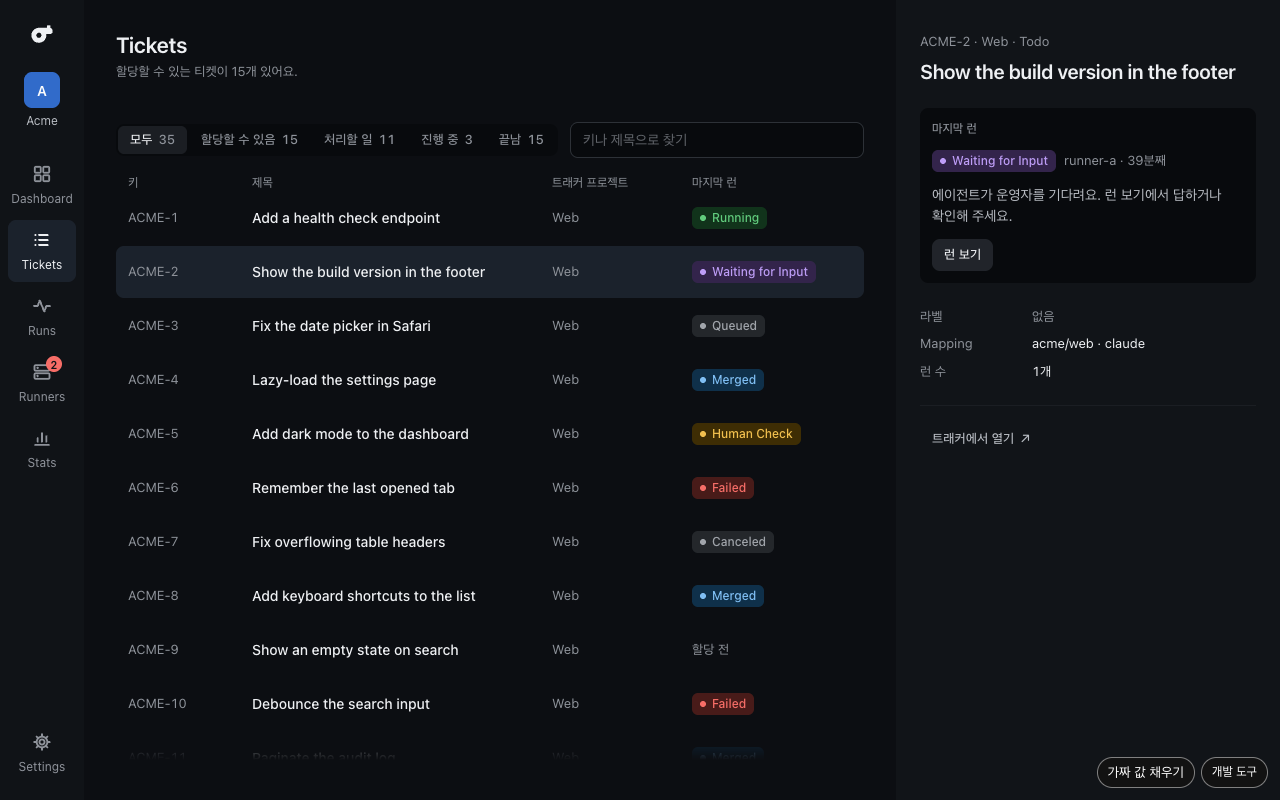 A
Acme
Dashboard
Tickets
Runs
2
Runners
Stats
Settings
Tickets
할당할 수 있는 티켓이 15개 있어요.
모두 35
할당할 수 있음 15
처리할 일 11
진행 중 3
끝남 15
키나 제목으로 찾기
키 제목 트래커 프로젝트 마지막 런
ACME-1 Add a health check endpoint Web Running
ACME-2 Show the build version in the footer Web Waiting for Input
ACME-3 Fix the date picker in Safari Web Queued
ACME-4 Lazy-load the settings page Web Merged
ACME-5 Add dark mode to the dashboard Web Human Check
ACME-6 Remember the last opened tab Web Failed
ACME-7 Fix overflowing table headers Web Canceled
ACME-8 Add keyboard shortcuts to the list Web Merged
ACME-9 Show an empty state on search Web 할당 전
ACME-10 Debounce the search input Web Failed
ACME-11 Paginate the audit log Web Merged
ACME-2 · Web · Todo
Show the build version in the footer
마지막 런
Waiting for Input runner-a · 39분째
에이전트가 운영자를 기다려요. 런 보기에서 답하거나
확인해 주세요.
런 보기
라벨 없음
Mapping acme/web · claude
런 수 1개
트래커에서 열기
가짜 값 채우기
개발 도구